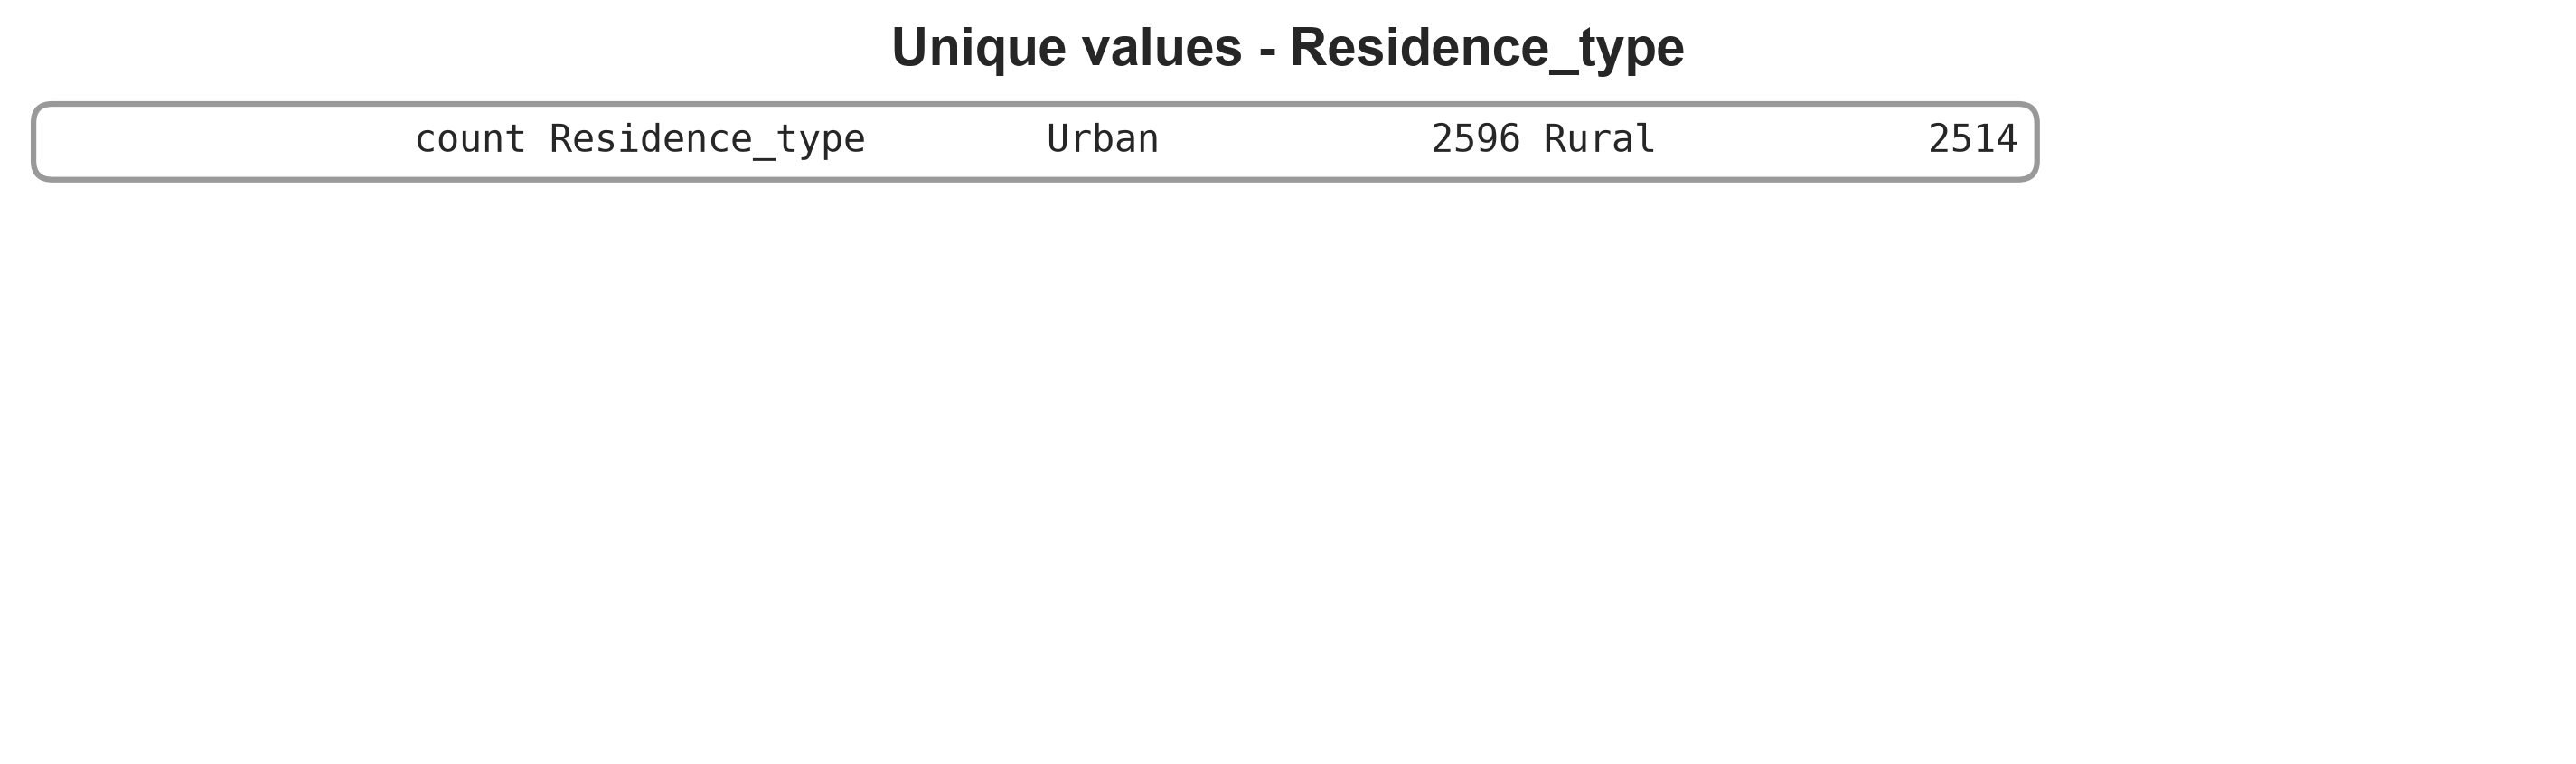 Unique values - Residence_type
count Residence_type Urban 2596 Rural 2514